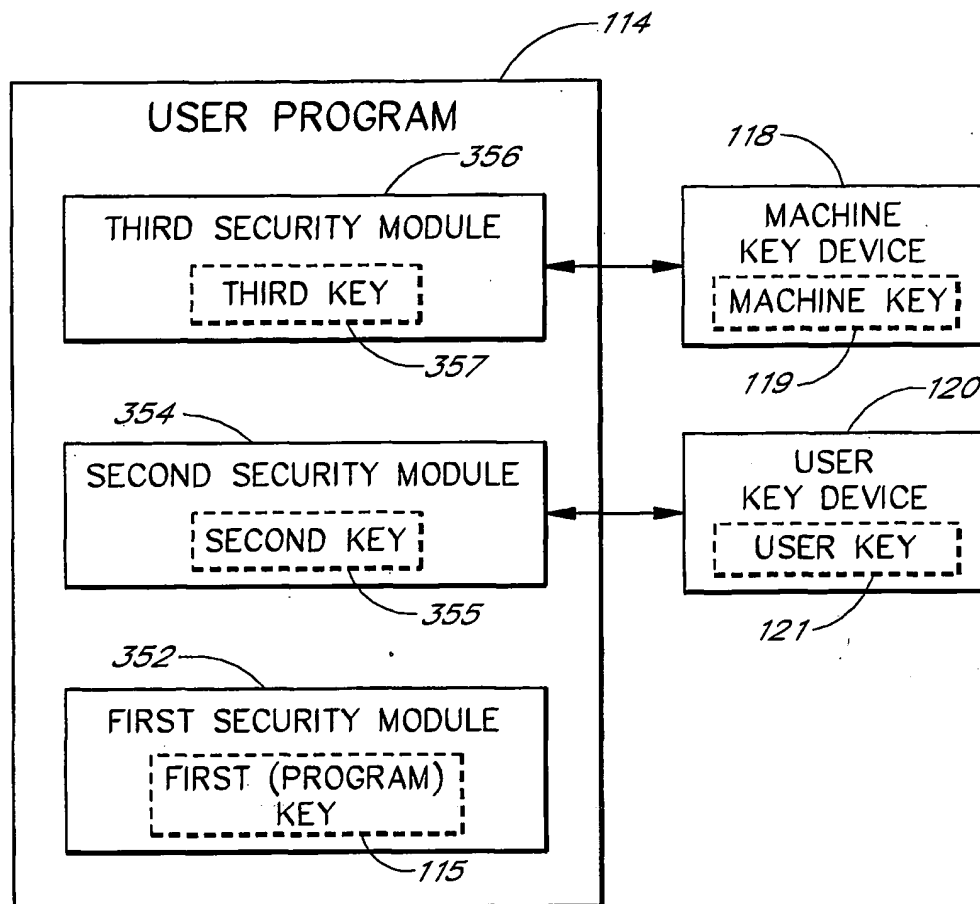 114
USER PROGRAM
356
THIRD SECURITY MODULE
THIRD KEY
357
118
MACHINE
KEY DEVICE
MACHINE KEY
119
354
SECOND SECURITY MODULE
SECOND KEY
355
120
USER
KEY DEVICE
USER KEY
121
352
FIRST SECURITY MODULE
FIRST (PROGRAM)
KEY
115